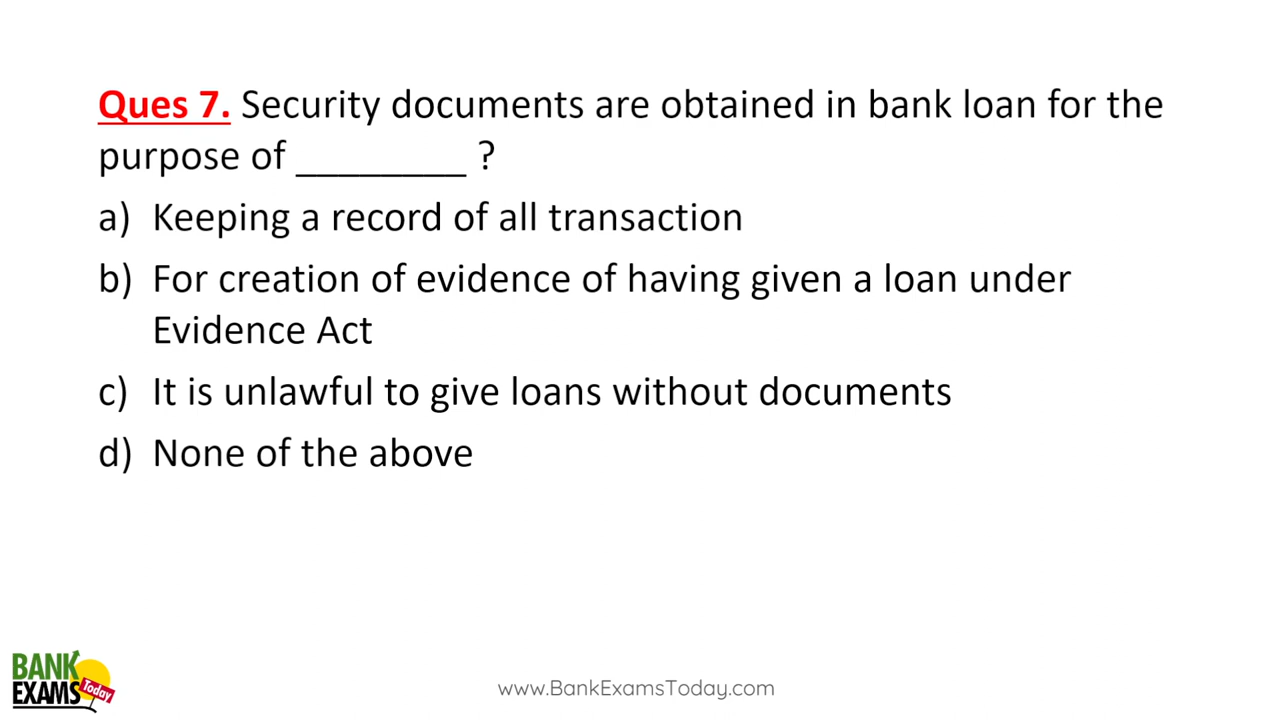 Ques 7. Security documents are obtained in bank loan for the
purpose of ________ ?
a) Keeping a record of all transaction
b) For creation of evidence of having given a loan under
Evidence Act
c) It is unlawful to give loans without documents
d) None of the above
BANK
EXAMS Today
www.BankExamsToday.com